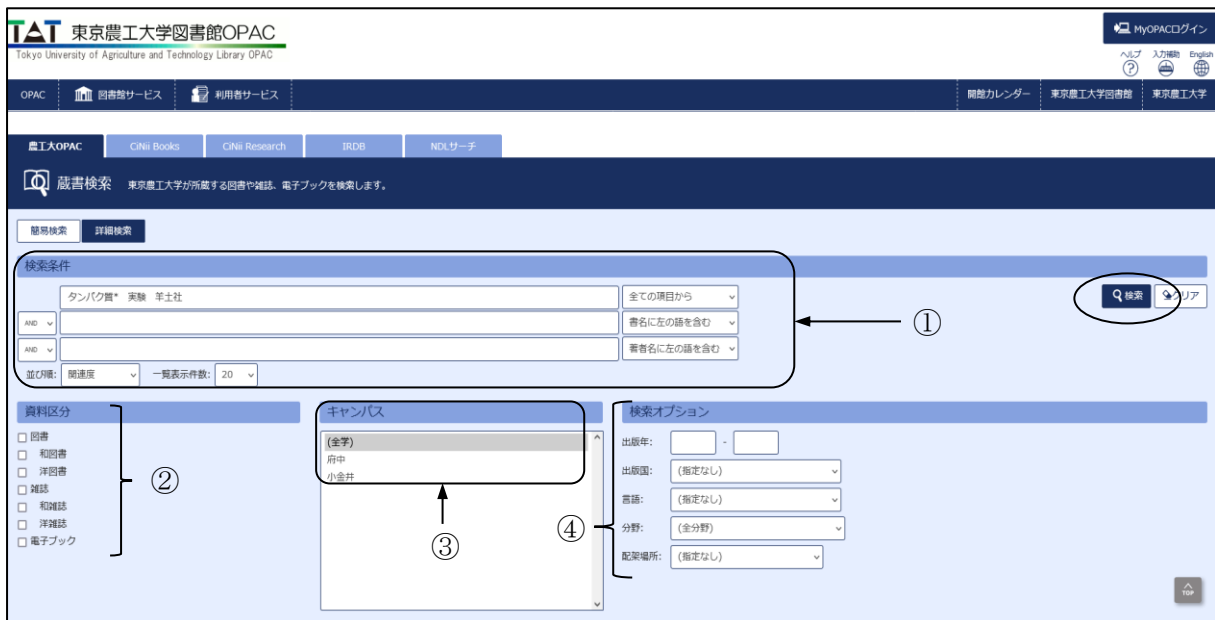 TAT 東京農工大学図書館OPAC
Tokyo University of Agriculture and Technology Library OPAC
MyOPACログイン
ヘルプ 入力補助 English
OPAC 図書館サービス 利用者サービス 開館カレンダー 東京農工大学図書館 東京農工大学
農工大OPAC CiNii Books CiNii Research IRDB NDLサーチ
蔵書検索 東京農工大学が所蔵する図書や雑誌、電子ブックを検索します。
簡易検索 詳細検索
検索条件
タンパク質* 実験 羊土社 全ての項目から 検索 クリア
AND 書名に左の語を含む ①
AND 著者名に左の語を含む
並び順: 関連度 一覧表示件数: 20
資料区分 キャンパス 検索オプション
□ 図書 (全学) 出版年: -
□ 和図書 府中
□ 洋図書 小金井 出版国: (指定なし)
□ 雑誌 ② 言語: (指定なし)
□ 和雑誌
□ 洋雑誌 ③ ④ 分野: (全分野)
□ 電子ブック 配架場所: (指定なし)
TOP